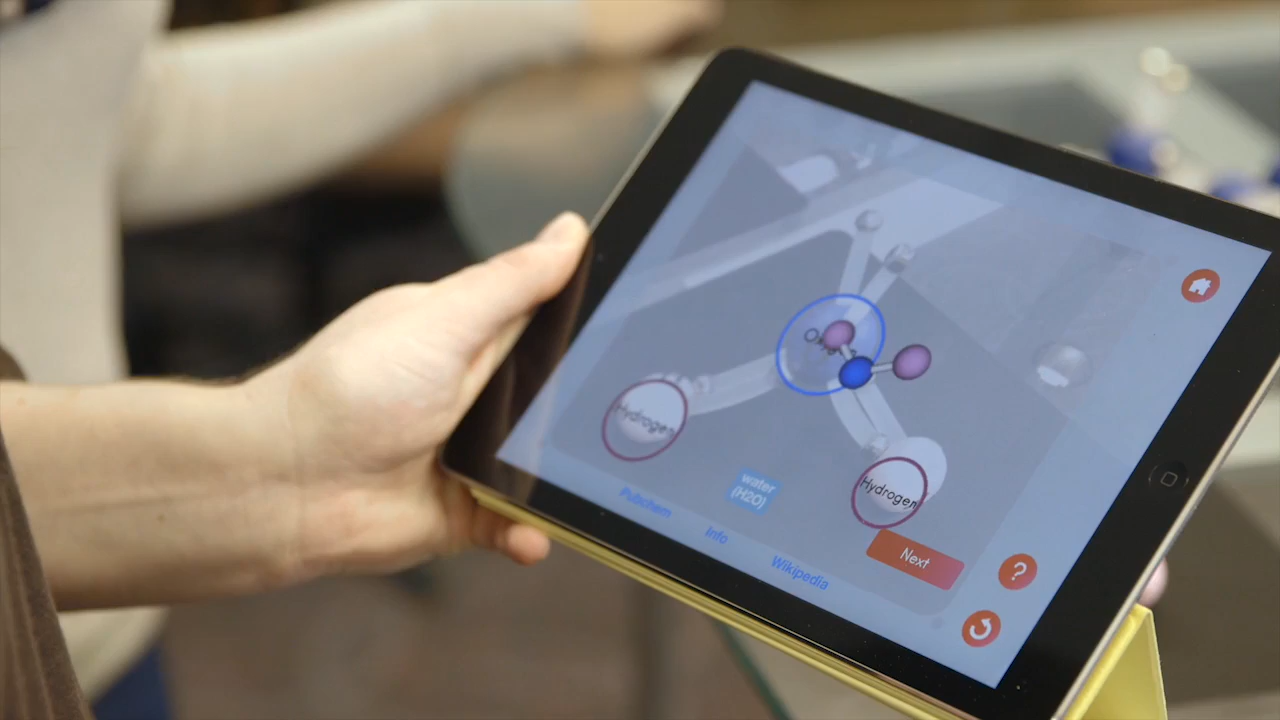 Hydrogen
Hydrogen
water
(H2O)
Pubchem
Info
Wikipedia
Next
?